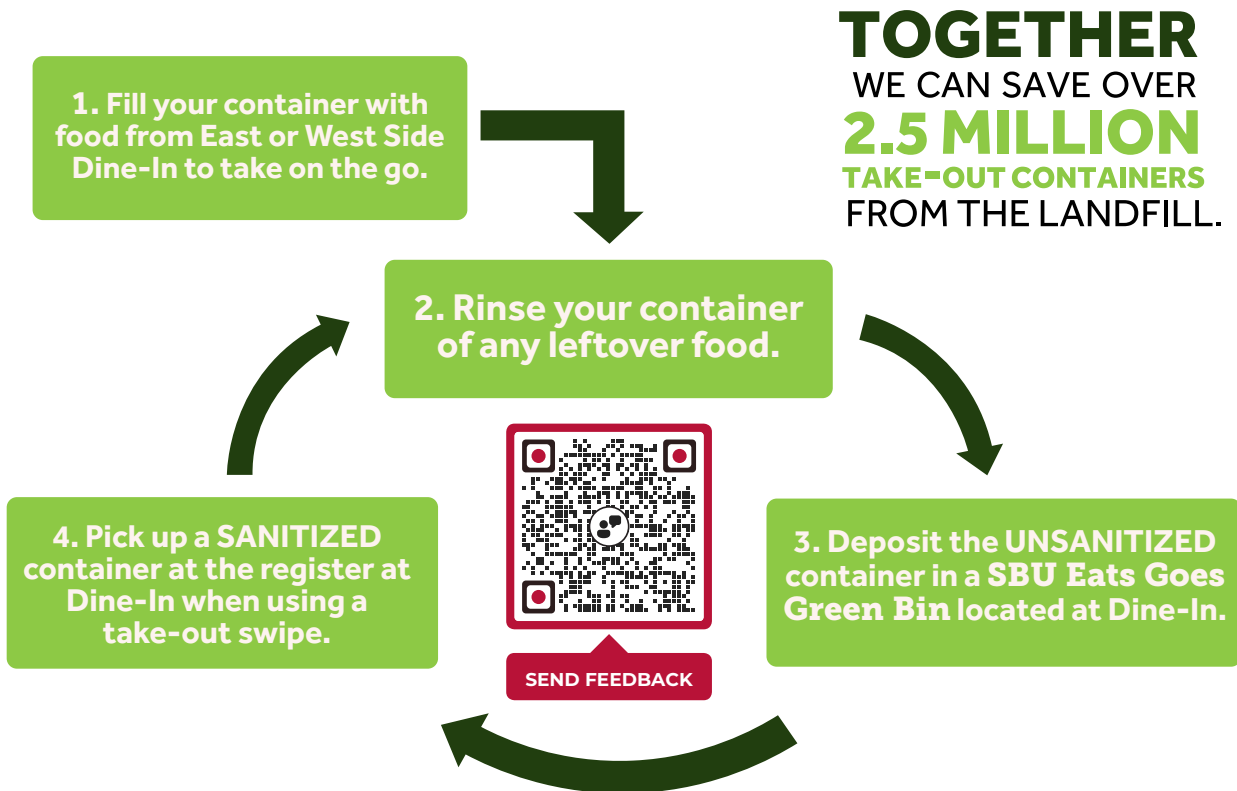 TOGETHER
WE CAN SAVE OVER
2.5 MILLION
TAKE-OUT CONTAINERS
FROM THE LANDFILL.
1. Fill your container with
food from East or West Side
Dine-In to take on the go.
2. Rinse your container
of any leftover food.
3. Deposit the UNSANITIZED
container in a SBU Eats Goes
Green Bin located at Dine-In.
4. Pick up a SANITIZED
container at the register at
Dine-In when using a
take-out swipe.
SEND FEEDBACK